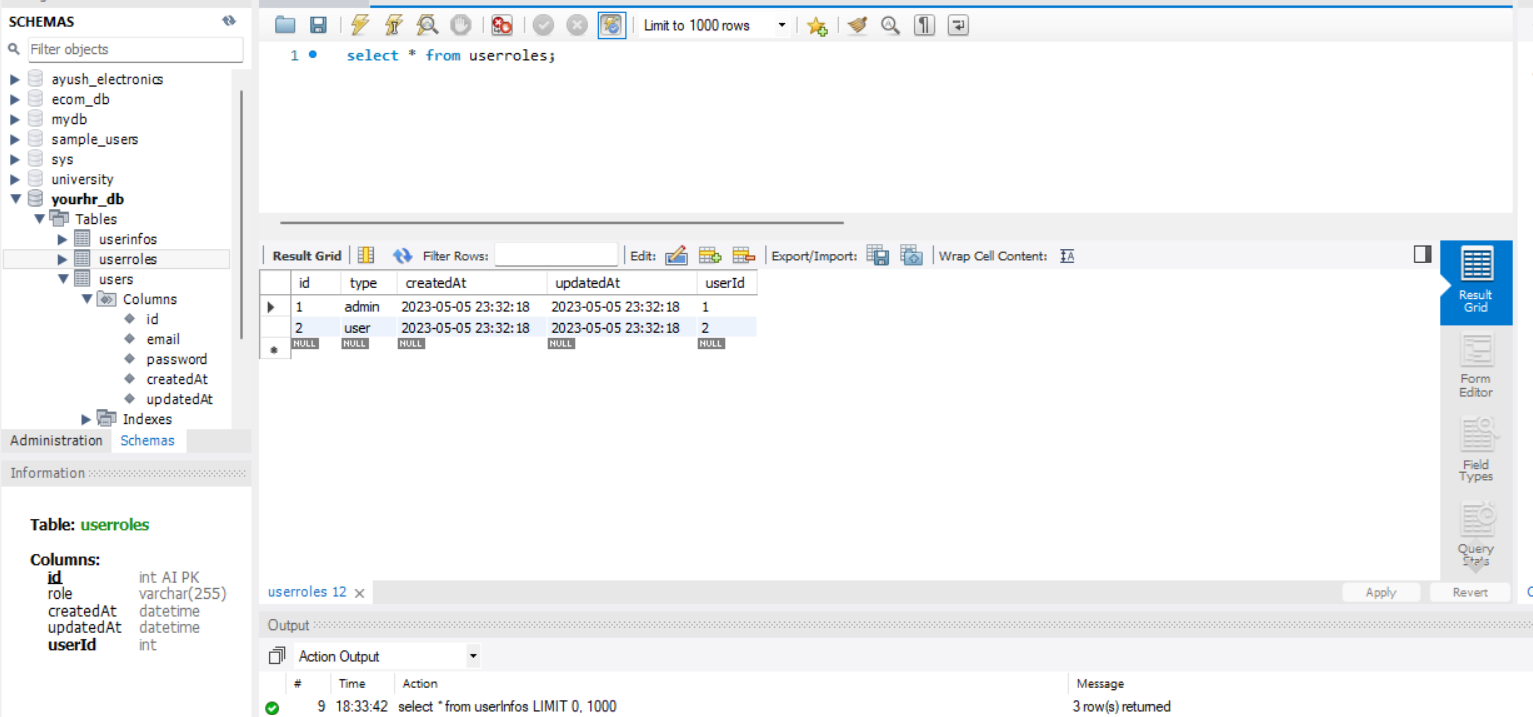 SCHEMAS
Filter objects
ayush_electronics
ecom_db
mydb
sample_users
sys
university
yourhr_db
Tables
userinfos
userroles
users
Columns
id
email
password
createdAt
updatedAt
Indexes
Administration Schemas
Information
Table: userroles
Columns:
id int AI PK
role varchar(255)
createdAt datetime
updatedAt datetime
userId int
Limit to 1000 rows
1 select * from userroles;
Result Grid Filter Rows: Edit: Export/Import: Wrap Cell Content: IA
id type createdAt updatedAt userId
1 admin 2023-05-05 23:32:18 2023-05-05 23:32:18 1
2 user 2023-05-05 23:32:18 2023-05-05 23:32:18 2
NULL NULL NULL NULL NULL
Result
Grid
Form
Editor
Field
Types
Query
Stats
userroles 12 Apply Revert
Output
Action Output
# Time Action Message
9 18:33:42 select * from userInfos LIMIT 0, 1000 3 row(s) returned